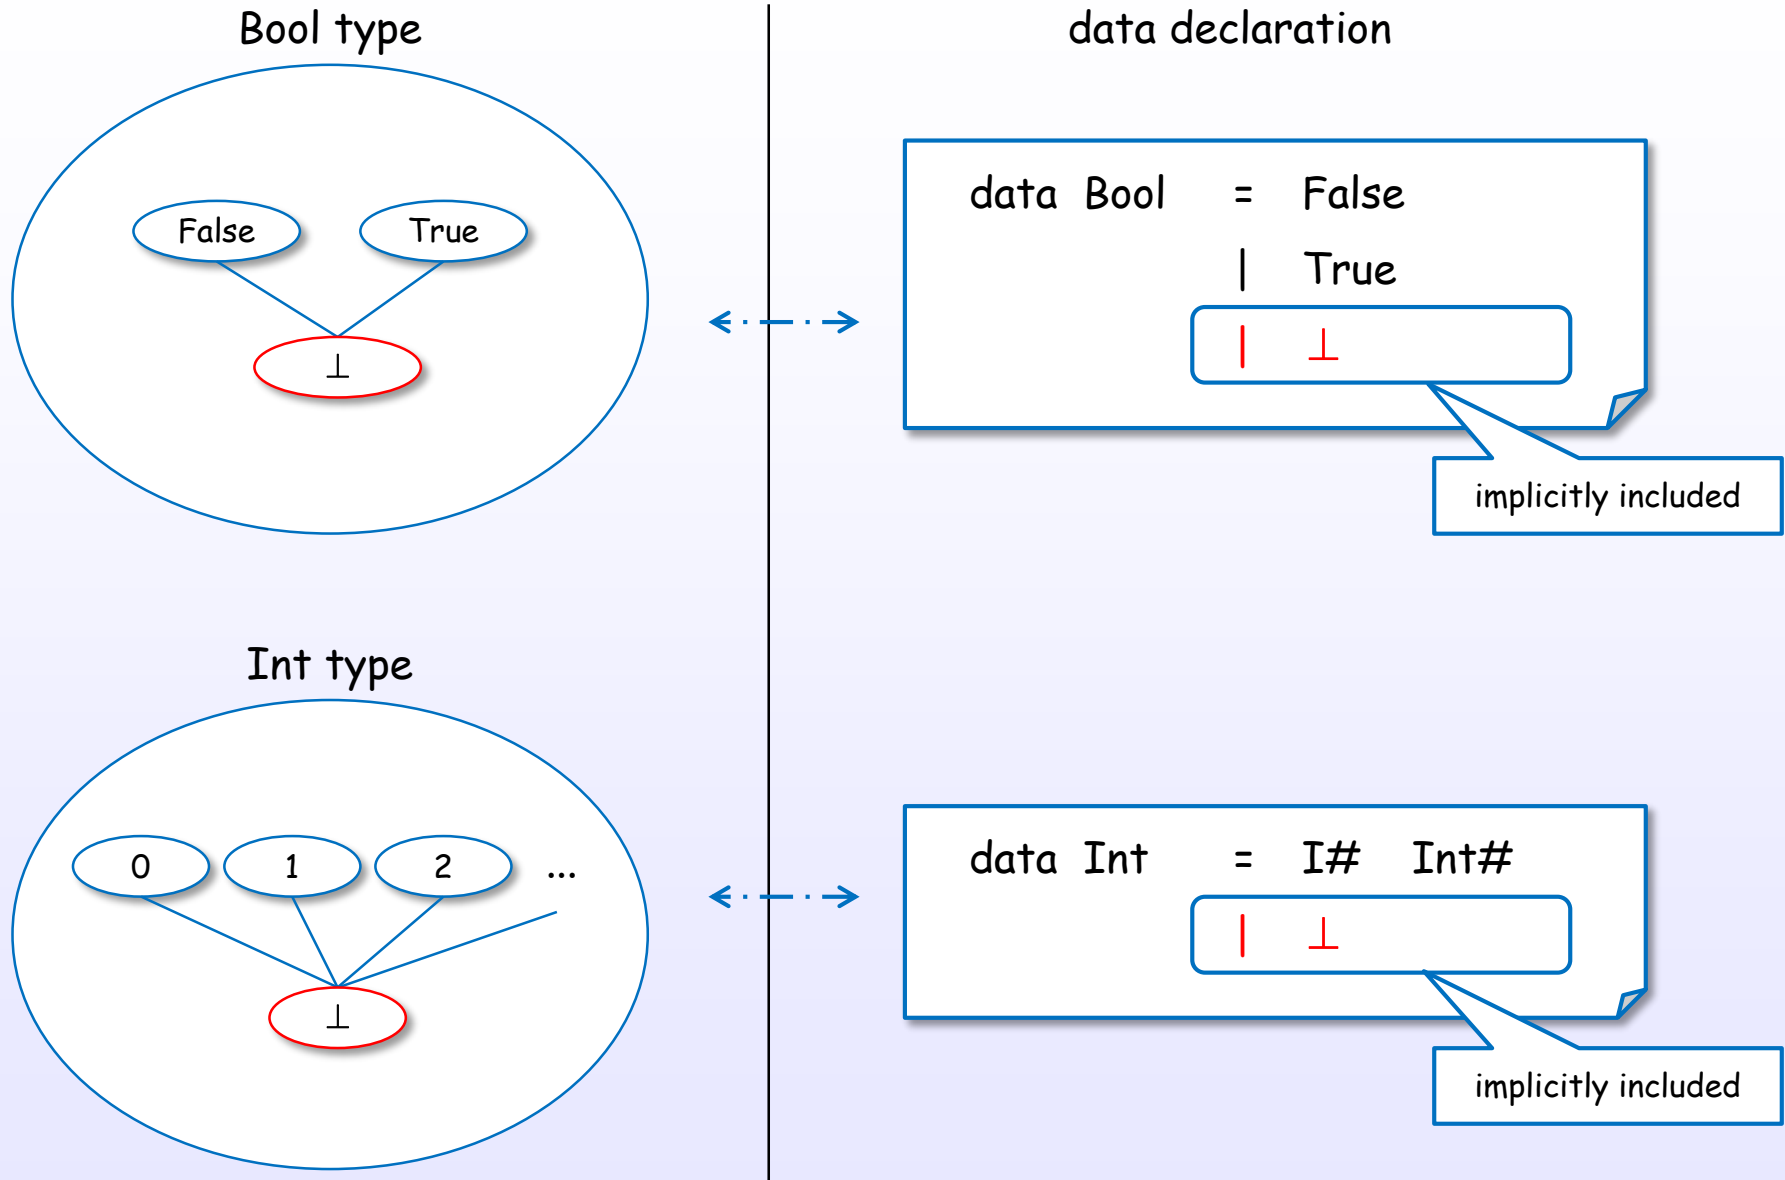 Bool type
data declaration
False True
⊥
data Bool = False
| True
| ⊥
implicitly included
Int type
0 1 2 ...
⊥
data Int = I# Int#
| ⊥
implicitly included